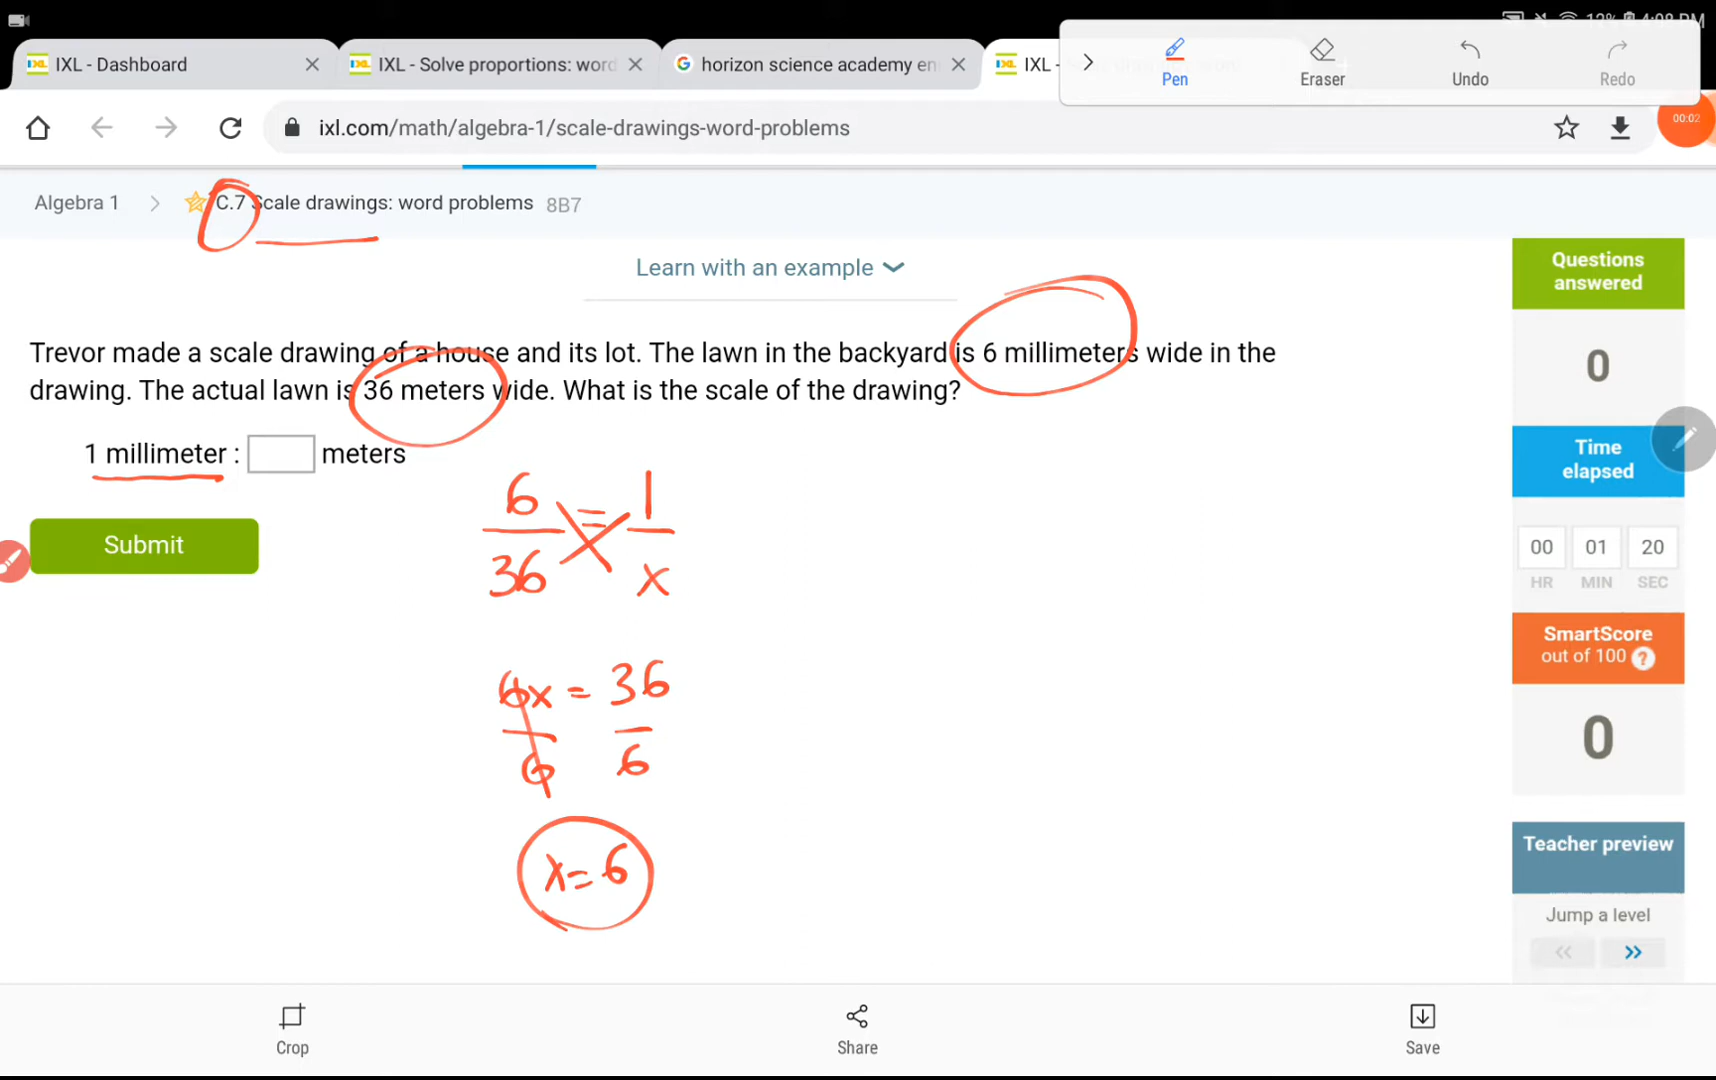 12% 4:08 PM
IXL - Dashboard
IXL - Solve proportions: word
horizon science academy en
IXL -
Pen
Eraser
Undo
Redo
ixl.com/math/algebra-1/scale-drawings-word-problems
00:02
Algebra 1
C.7 Scale drawings: word problems 8B7
Learn with an example
Trevor made a scale drawing of a house and its lot. The lawn in the backyard is 6 millimeters wide in the
drawing. The actual lawn is 36 meters wide. What is the scale of the drawing?
1 millimeter : meters
Submit
6 = 1
36 x
6x = 36
6 6
x = 6
Questions
answered
0
Time
elapsed
00 01 20
HR MIN SEC
SmartScore
out of 100 ?
0
Teacher preview
Jump a level
Crop
Share
Save